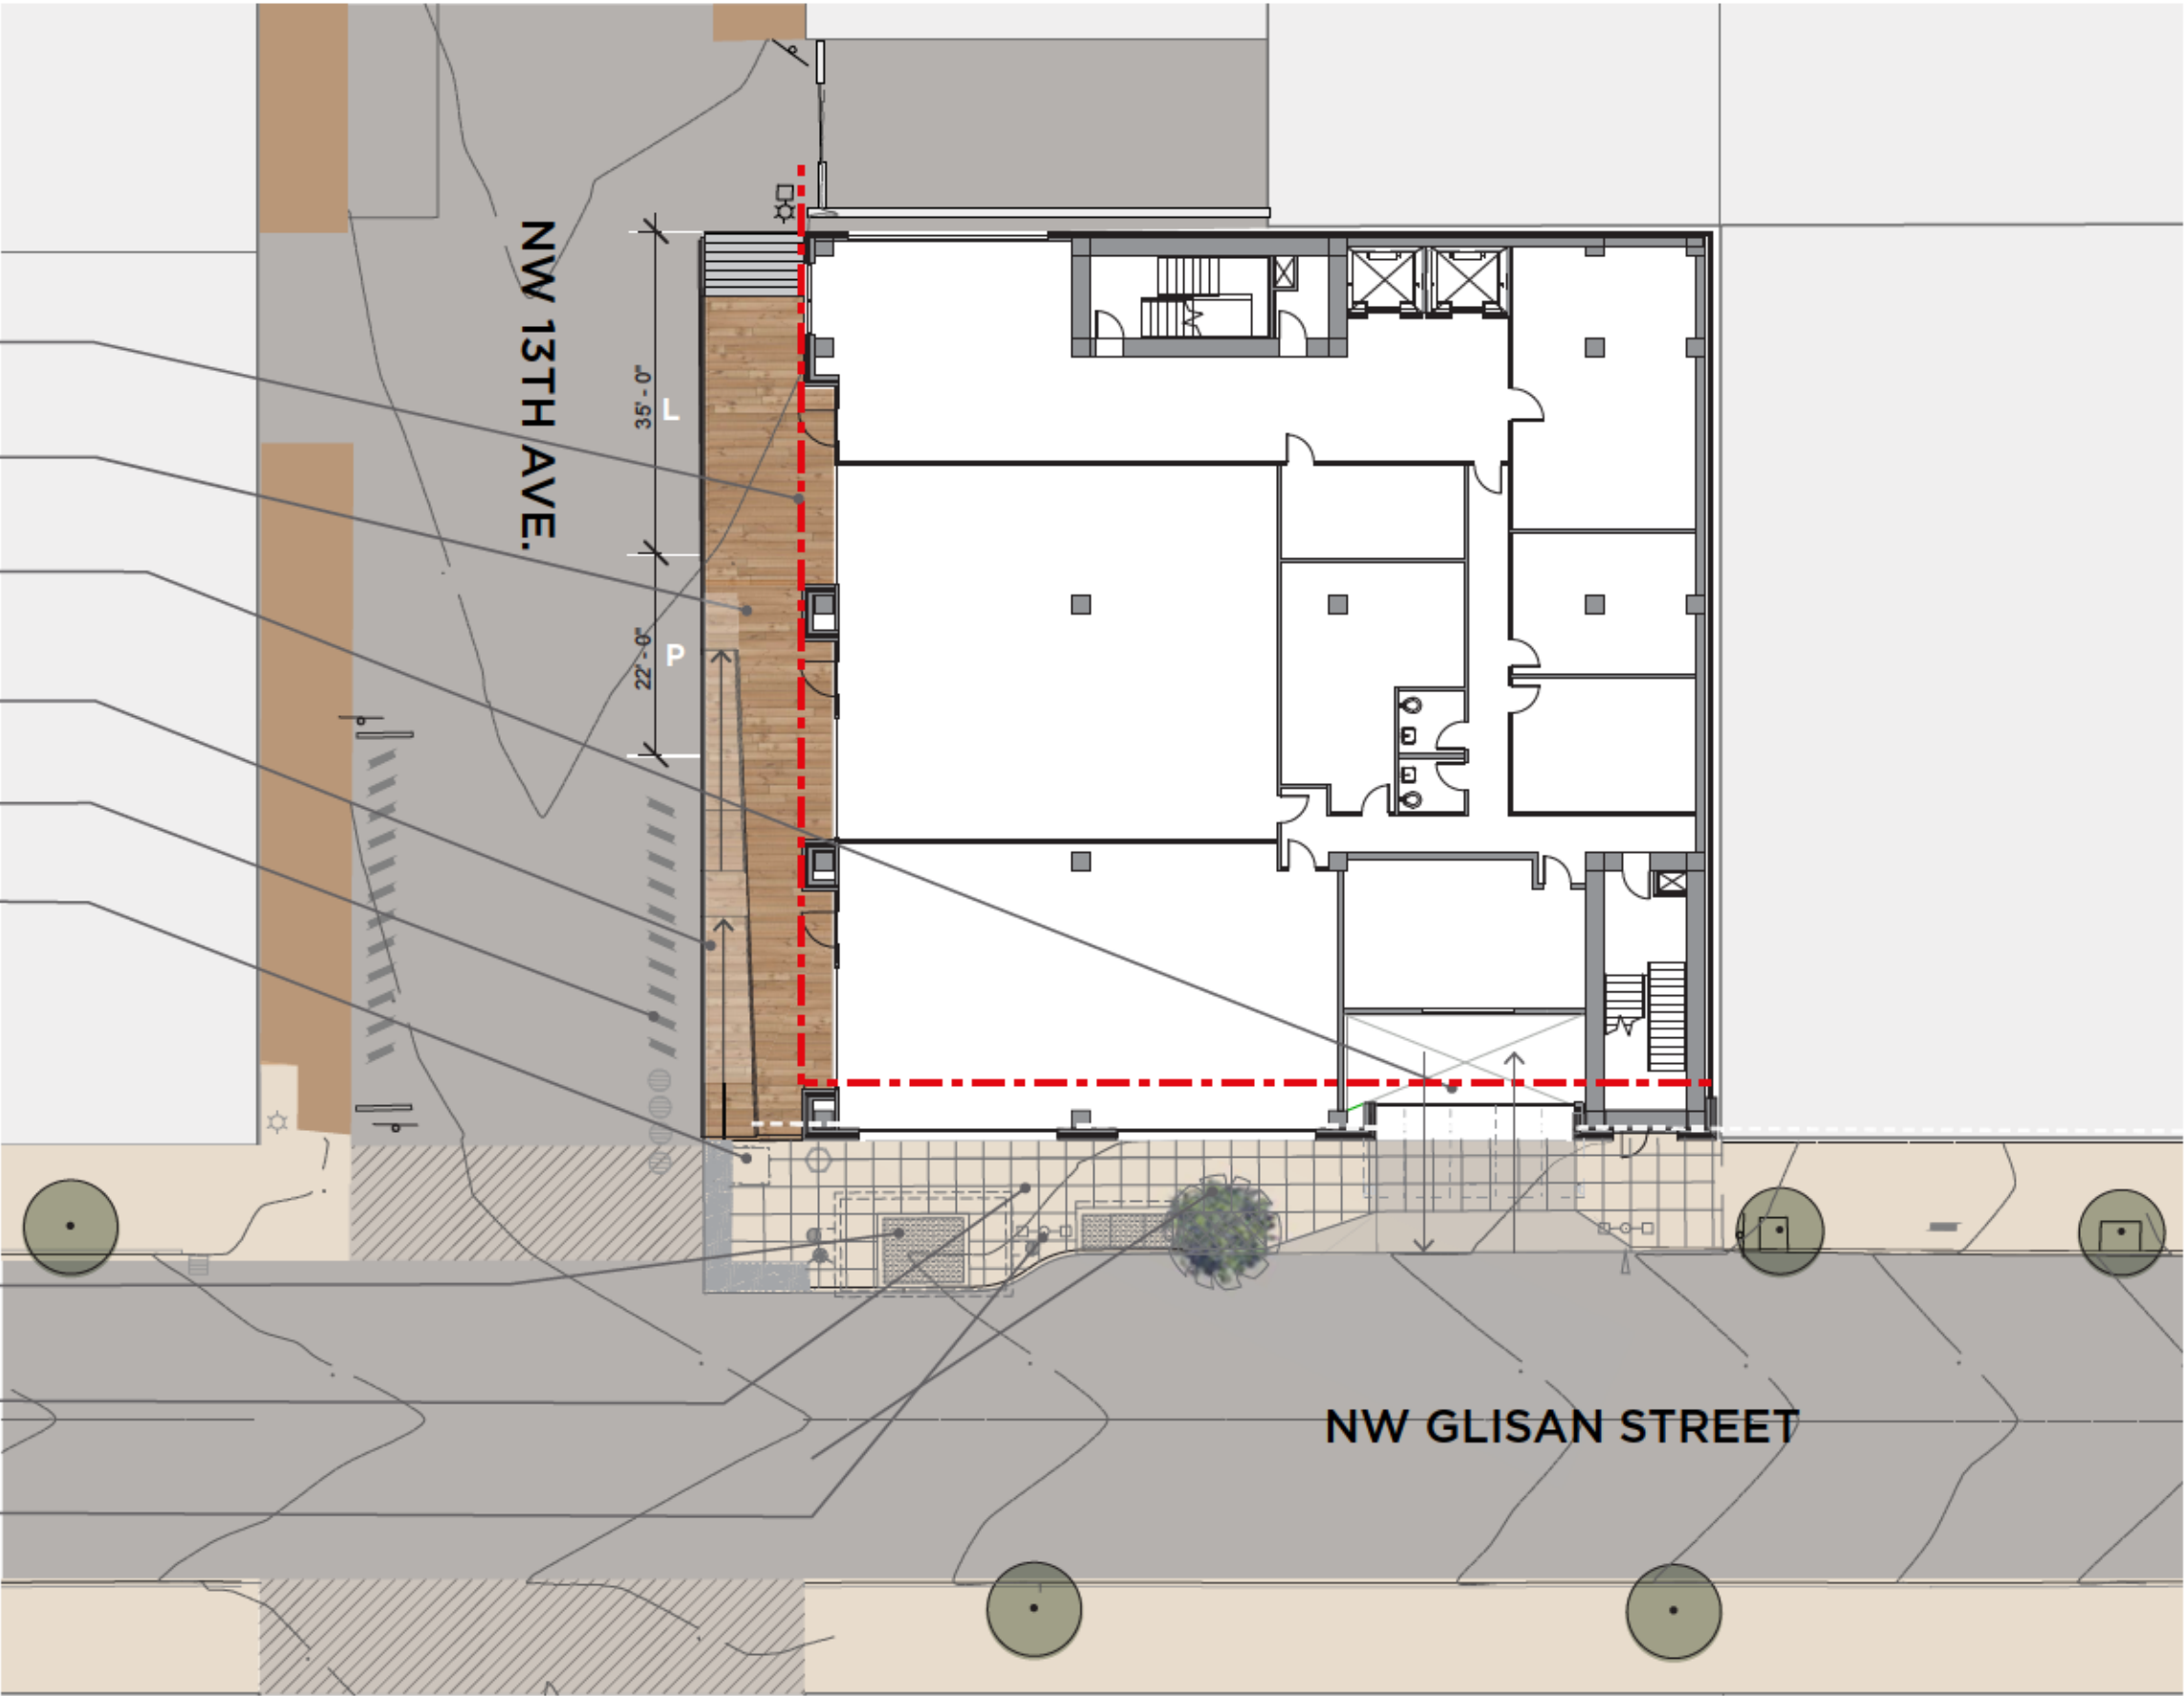 NW 13TH AVE.
35' - 0"
L
22' - 0"
P
NW GLISAN STREET